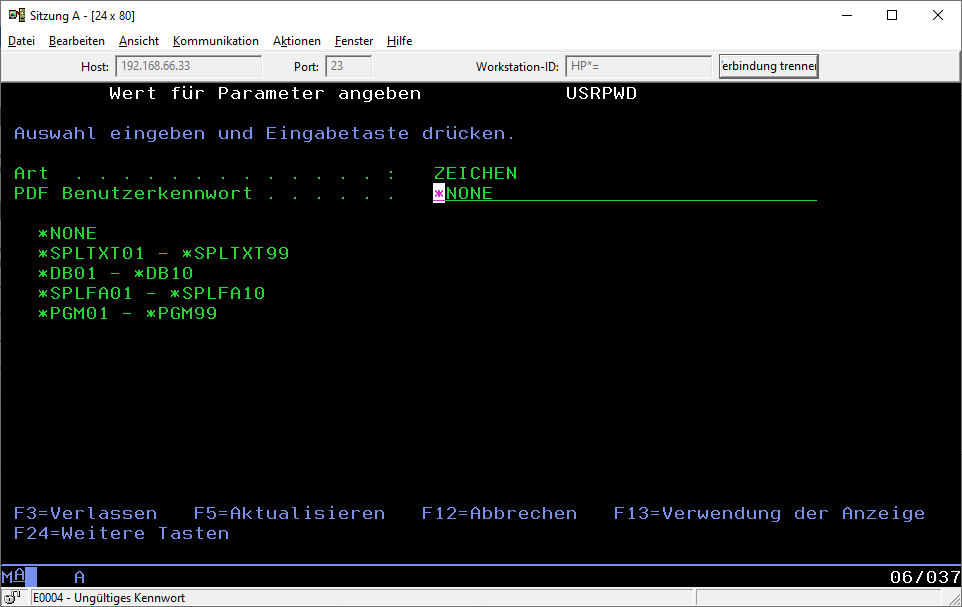 Sitzung A - [24 x 80]
Datei Bearbeiten Ansicht Kommunikation Aktionen Fenster Hilfe
Host: 192.168.66.33 Port: 23 Workstation-ID: HP*= erbindung trenner
Wert für Parameter angeben USRPWD
Auswahl eingeben und Eingabetaste drücken.
Art . . . . . . . . . . . . . : ZEICHEN
PDF Benutzerkennwort . . . . . . *NONE
*NONE
*SPLTXT01 - *SPLTXT99
*DB01 - *DB10
*SPLFA01 - *SPLFA10
*PGM01 - *PGM99
F3=Verlassen F5=Aktualisieren F12=Abbrechen F13=Verwendung der Anzeige
F24=Weitere Tasten
MA A 06/037
E0004 - Ungültiges Kennwort